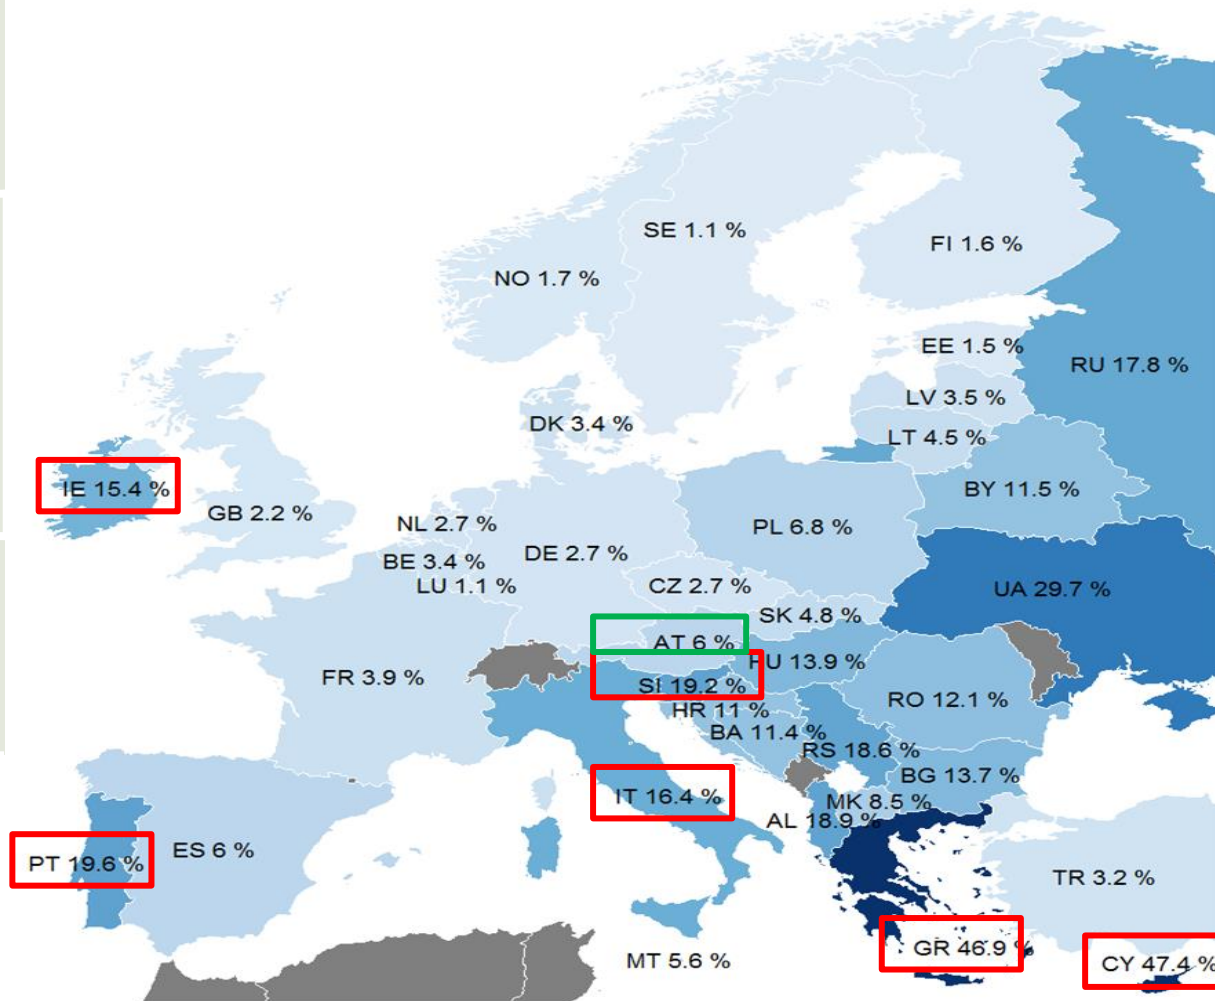 SE 1.1 %
FI 1.6 %
NO 1.7 %
EE 1.5 %
RU 17.8 %
LV 3.5 %
DK 3.4 %
LT 4.5 %
IE 15.4 %
BY 11.5 %
GB 2.2 %
NL 2.7 %
PL 6.8 %
DE 2.7 %
BE 3.4 %
LU 1.1 %
CZ 2.7 %
UA 29.7 %
SK 4.8 %
AT 6 %
HU 13.9 %
FR 3.9 %
SI 19.2 %
RO 12.1 %
HR 11 %
BA 11.4 %
RS 18.6 %
BG 13.7 %
IT 16.4 %
MK 8.5 %
AL 18.9 %
ES 6 %
PT 19.6 %
TR 3.2 %
GR 46.9 %
MT 5.6 %
CY 47.4 %